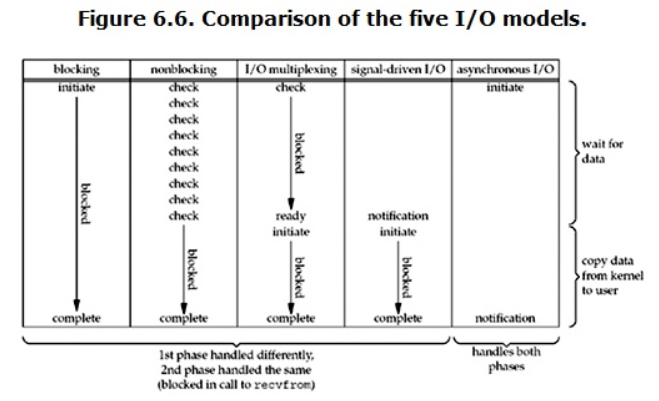 Figure 6.6. Comparison of the five I/O models.
blocking nonblocking I/O multiplexing signal-driven I/O asynchronous I/O
initiate check check initiate
check
check
check
check
check
check
check
check ready notification
initiate initiate
blocked
blocked
blocked
blocked
blocked
complete complete complete complete notification
wait for
data
copy data
from kernel
to user
1st phase handled differently,
2nd phase handled the same
(blocked in call to recvfrom)
handles both
phases